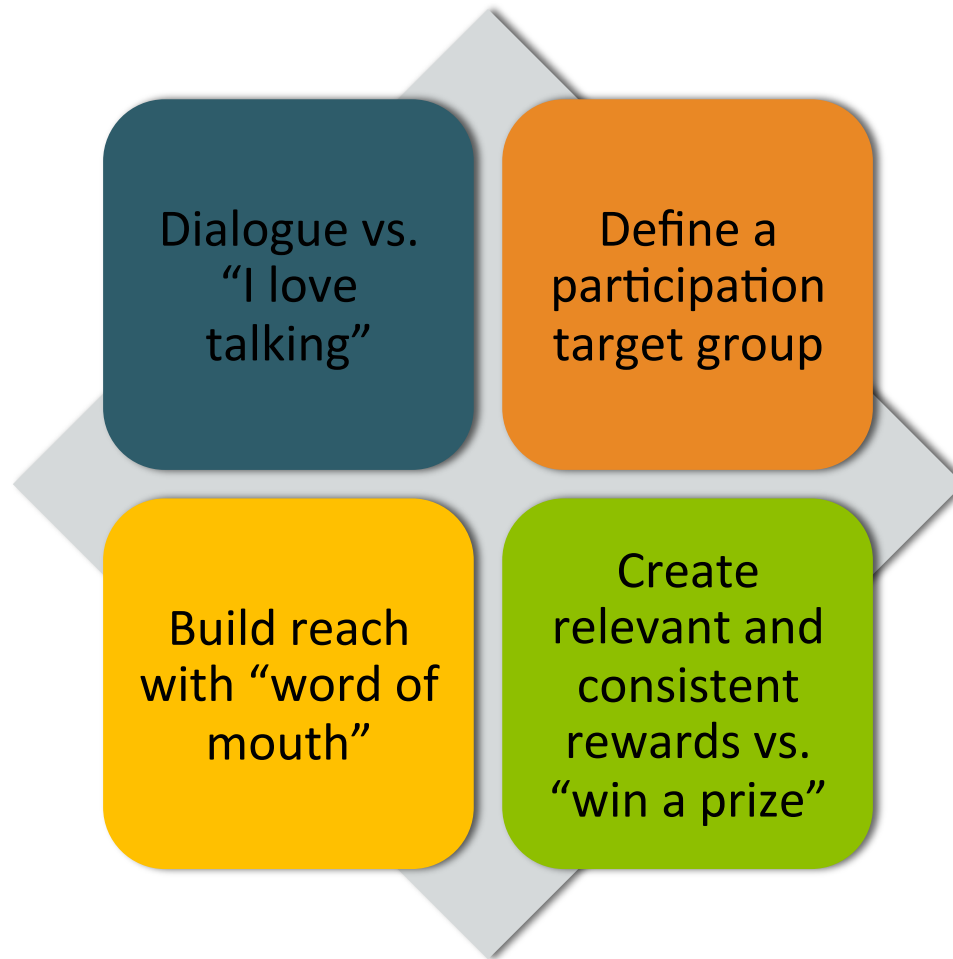 Dialogue vs.
“I love
talking”
Define a
participation
target group
Build reach
with “word of
mouth”
Create
relevant and
consistent
rewards vs.
“win a prize”